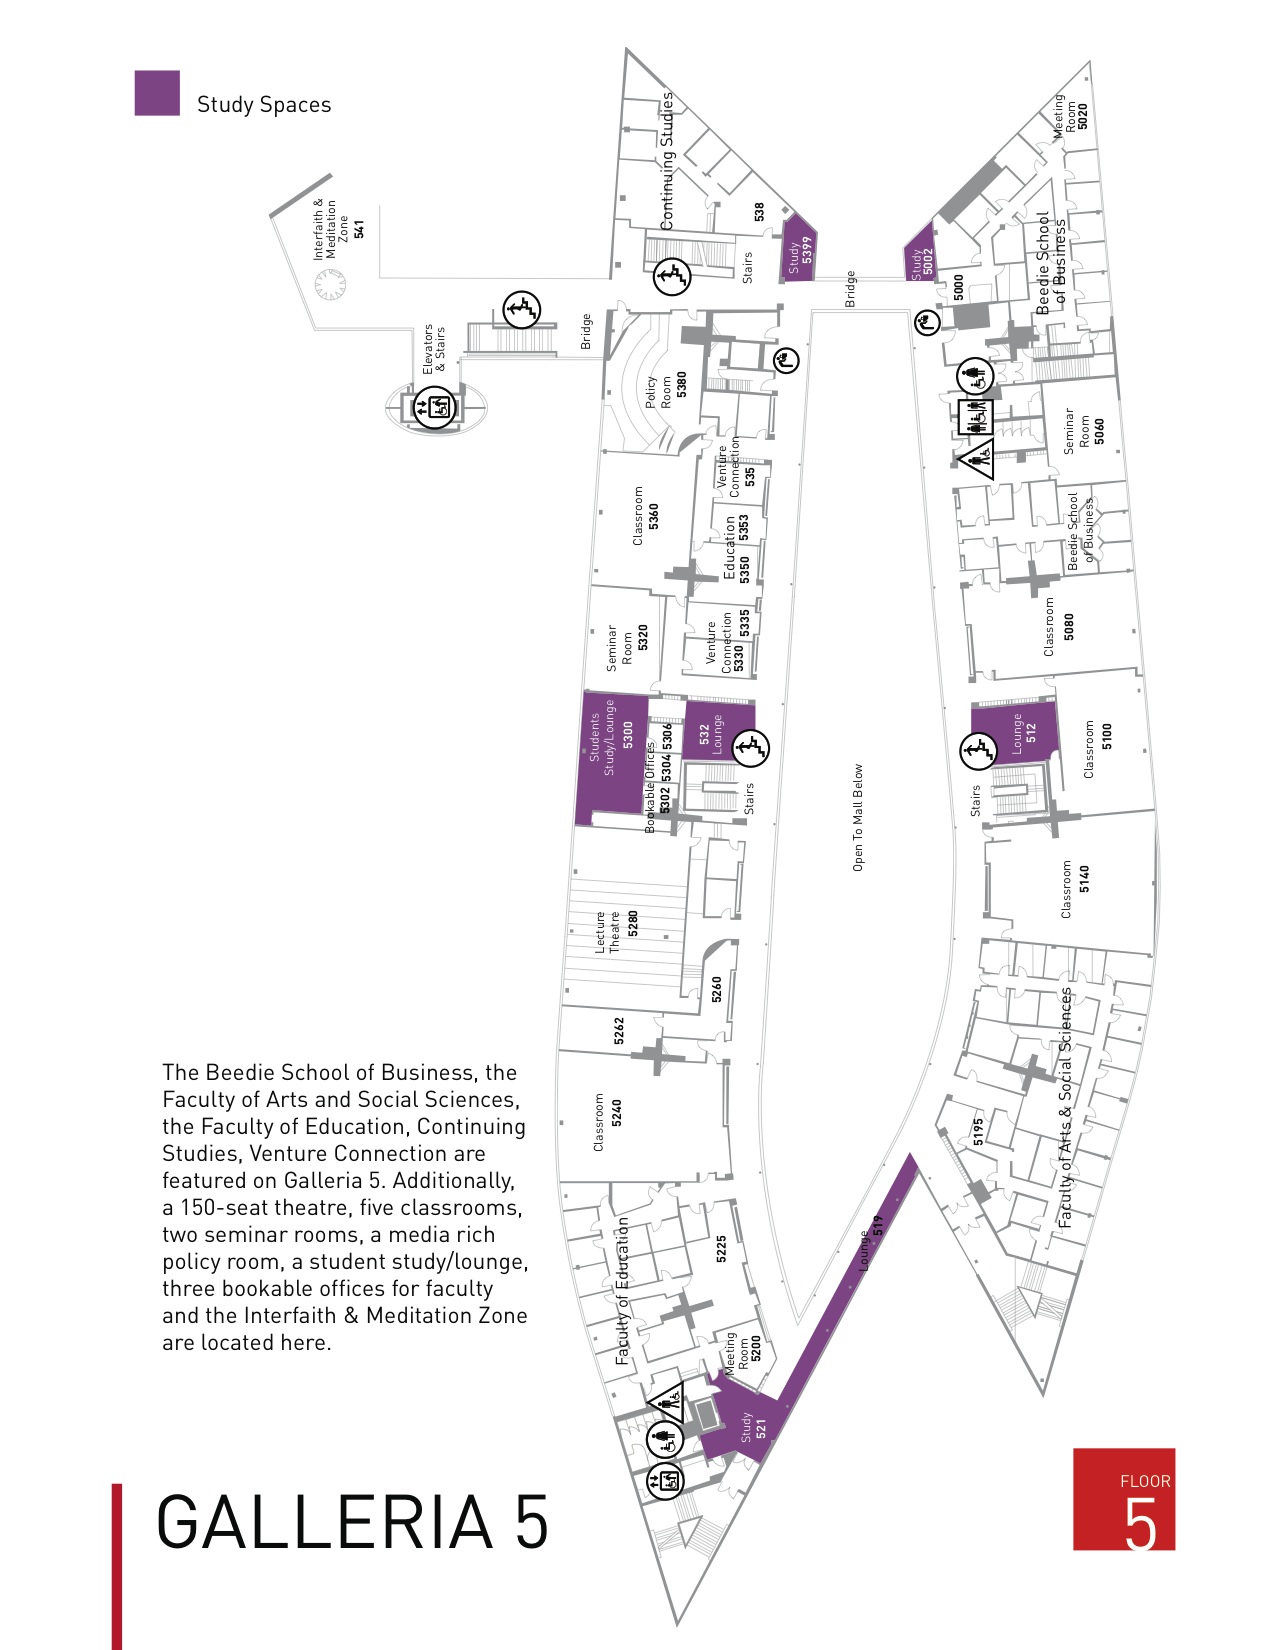 Study Spaces
Interfaith &
Meditation
Zone
541
Elevators
& Stairs
Bridge
Continuing Studies
538
Stairs
Study
5399
Bridge
Study
5002
5000
Meeting
Room
5020
Beedie School
of Business
Policy
Room
5380
Venture
Connection
535
Classroom
5360
Education
5353
5350
Seminar
Room
5320
Venture
Connection
5335
5330
Seminar
Room
5060
Beedie School
of Business
Classroom
5080
Students
Study/Lounge
5300
Bookable Offices
5302 5304 5306
532
Lounge
Stairs
Lounge
512
Stairs
Classroom
5100
Open To Mall Below
Classroom
5140
Lecture
Theatre
5280
5260
5262
Classroom
5240
Faculty of Arts & Social Sciences
5195
Faculty of Education
5225
Meeting
Room
5200
Lounge
519
Study
521
The Beedie School of Business, the
Faculty of Arts and Social Sciences,
the Faculty of Education, Continuing
Studies, Venture Connection are
featured on Galleria 5. Additionally,
a 150-seat theatre, five classrooms,
two seminar rooms, a media rich
policy room, a student study/lounge,
three bookable offices for faculty
and the Interfaith & Meditation Zone
are located here.
GALLERIA 5
FLOOR
5